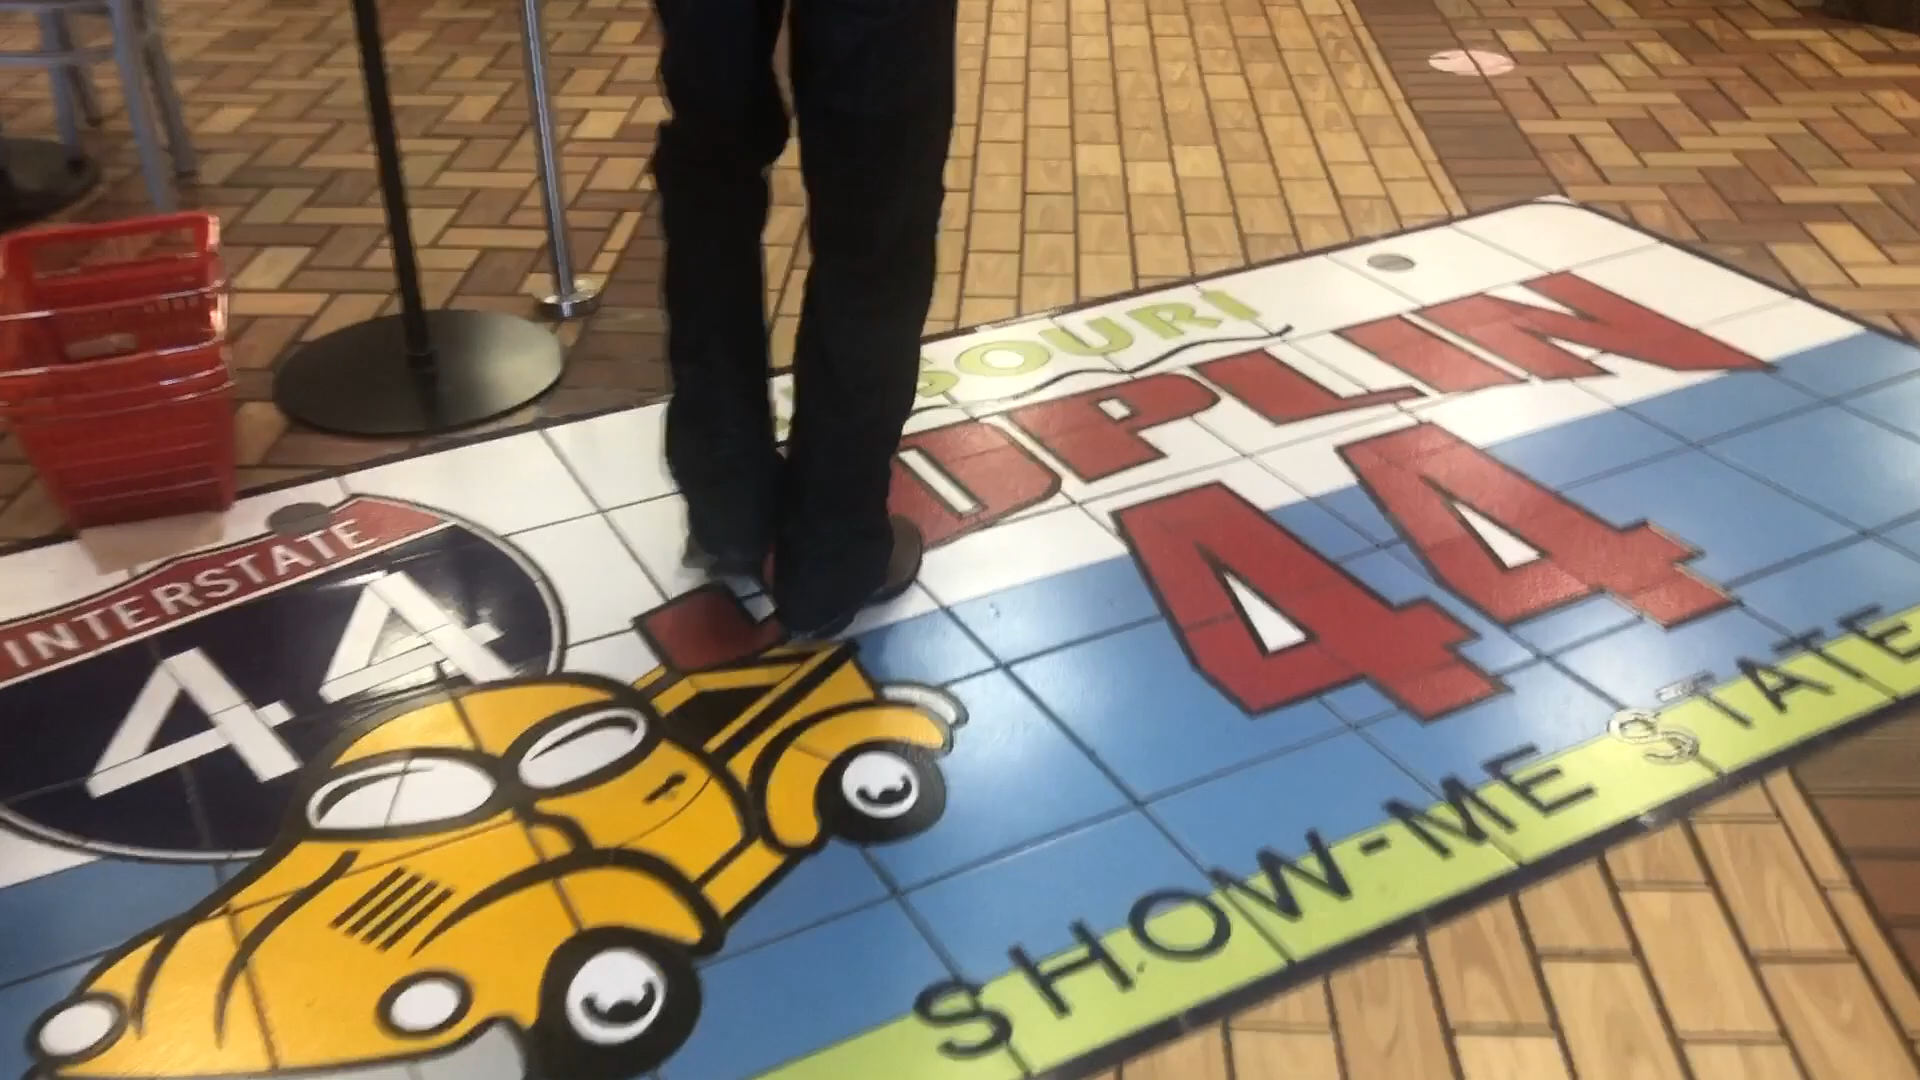 SOURI
OPLIN
44
INTERSTATE
44
SHOW-ME STATE